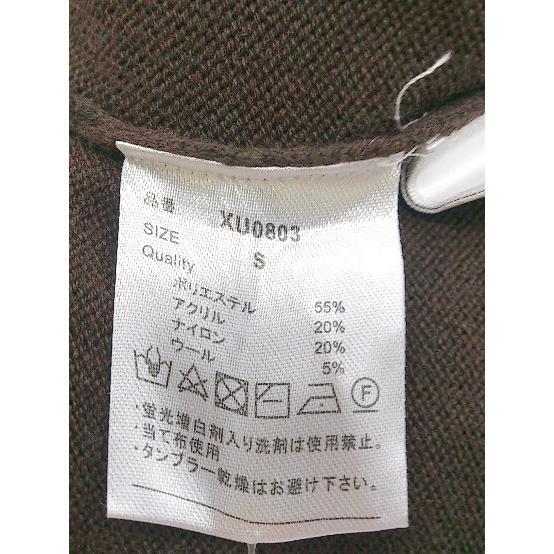 品番 XU0803
SIZE S
Quality
ポリエステル 55%
アクリル 20%
ナイロン 20%
ウール 5%
F
・蛍光増白剤入り洗剤は使用禁止。
・当て布使用
・タンブラー乾燥はお避け下さい。